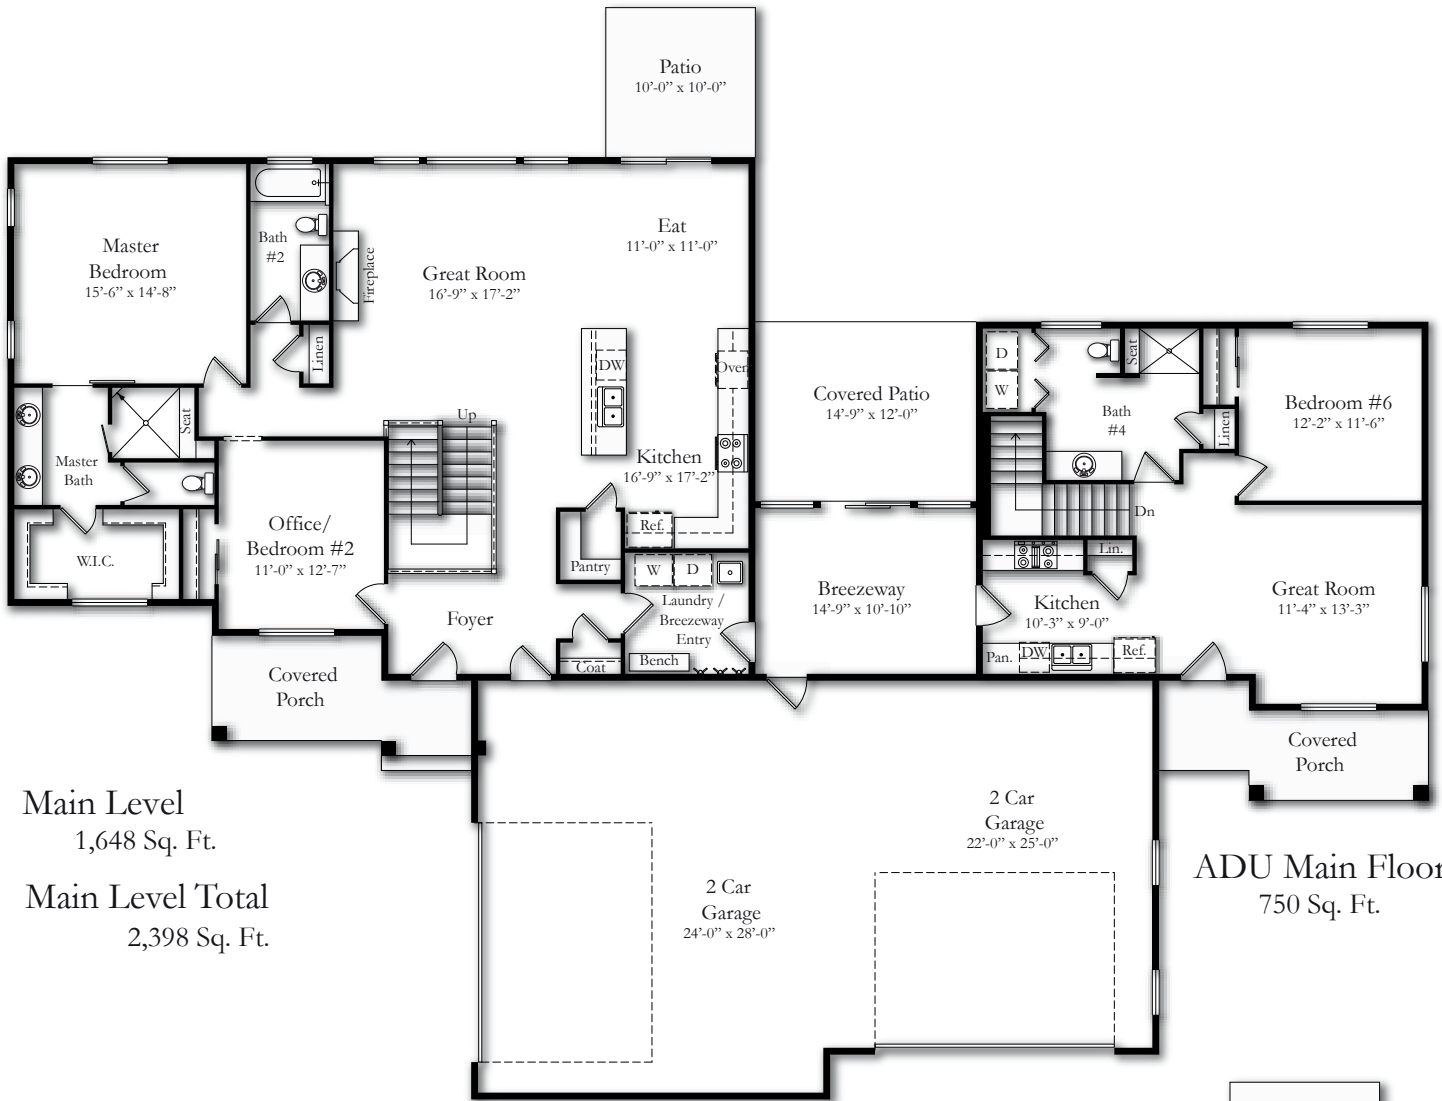 Patio
10’-0” x 10’-0”
Master
Bedroom
15’-6” x 14’-8”
Bath
#2
Fireplace
Linen
Great Room
16’-9” x 17’-2”
Eat
11’-0” x 11’-0”
DW
Oven
Kitchen
16’-9” x 17’-2”
Ref.
Pantry
Up
Seat
Master
Bath
W.I.C.
Office/
Bedroom #2
11’-0” x 12’-7”
Foyer
Coat
W
D
Laundry /
Breezeway
Entry
Bench
Covered
Porch
Covered Patio
14’-9” x 12’-0”
Breezeway
14’-9” x 10’-10”
D
W
Seat
Bath
#4
Linen
Bedroom #6
12’-2” x 11’-6”
Dn
Lin.
Kitchen
10’-3” x 9’-0”
Pan.
DW
Ref.
Great Room
11’-4” x 13’-3”
Covered
Porch
2 Car
Garage
22’-0” x 25’-0”
2 Car
Garage
24’-0” x 28’-0”
Main Level
1,648 Sq. Ft.
Main Level Total
2,398 Sq. Ft.
ADU Main Floor
750 Sq. Ft.